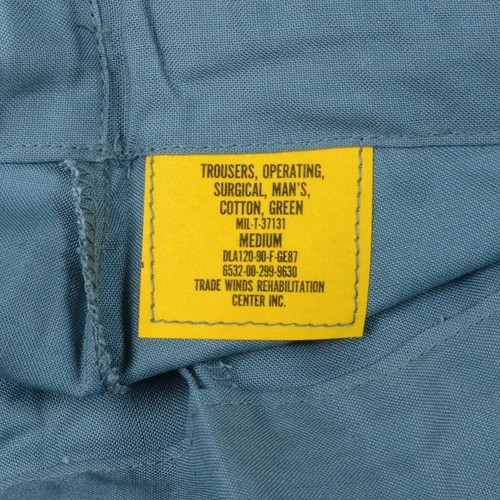 TROUSERS, OPERATING,
SURGICAL, MAN'S,
COTTON, GREEN
MIL-T-37131
MEDIUM
DLA120-90-F-GE87
6532-00-299-9630
TRADE WINDS REHABILITATION
CENTER INC.